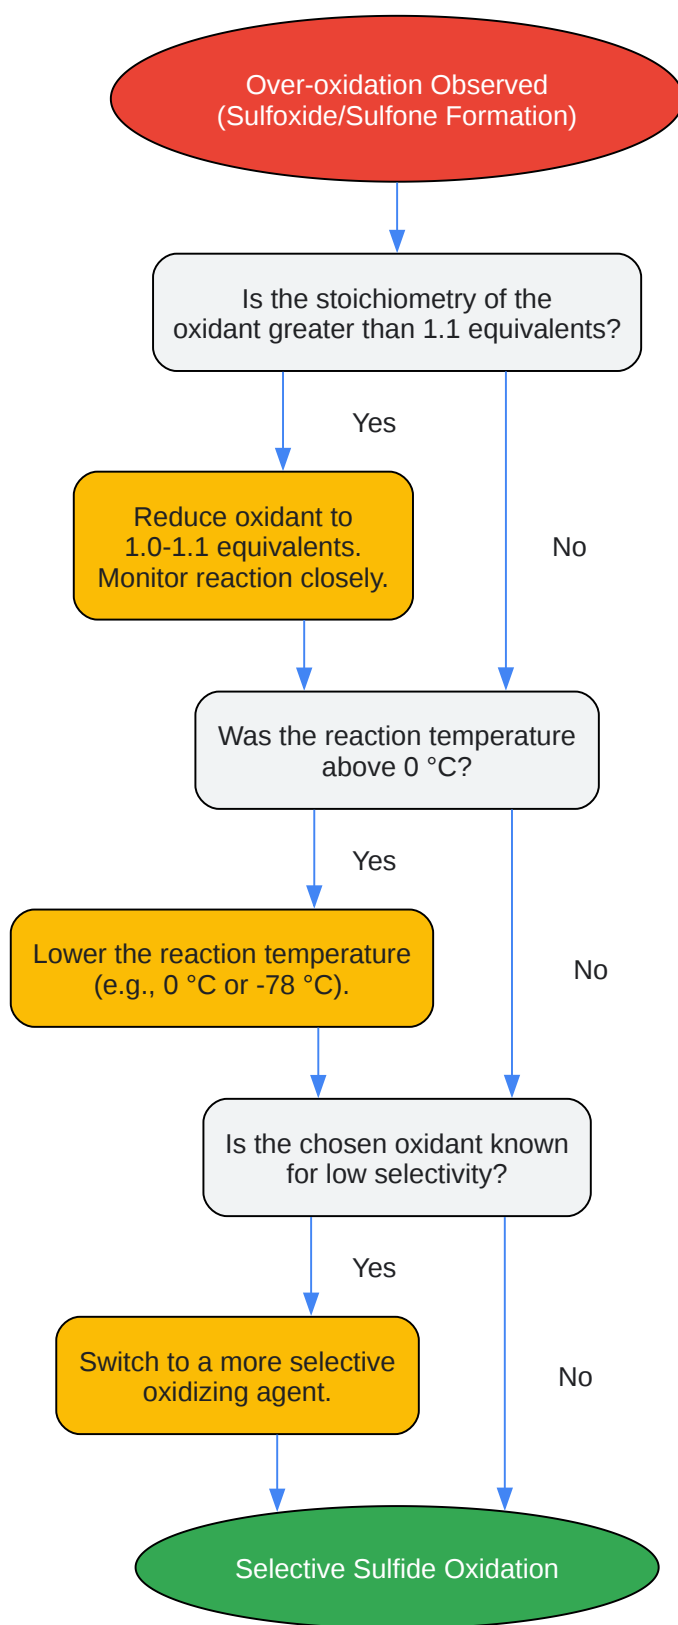 Over-oxidation Observed
(Sulfoxide/Sulfone Formation)
Is the stoichiometry of the
oxidant greater than 1.1 equivalents?
Yes
Reduce oxidant to
1.0-1.1 equivalents.
Monitor reaction closely.
No
Was the reaction temperature
above 0 °C?
Yes
Lower the reaction temperature
(e.g., 0 °C or -78 °C).
No
Is the chosen oxidant known
for low selectivity?
Yes
Switch to a more selective
oxidizing agent.
No
Selective Sulfide Oxidation